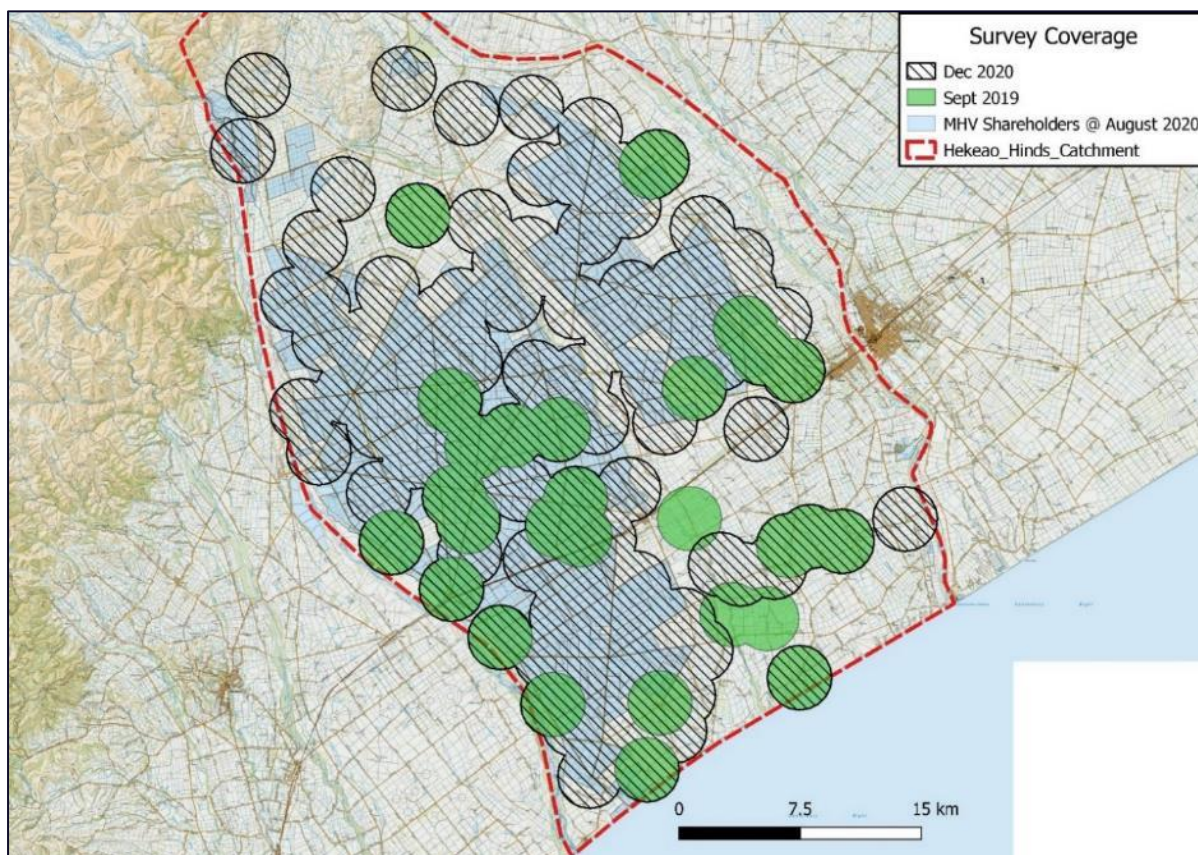 Survey Coverage
Dec 2020
Sept 2019
MHV Shareholders @ August 2020
Hekeao_Hinds_Catchment
0 7.5 15 km